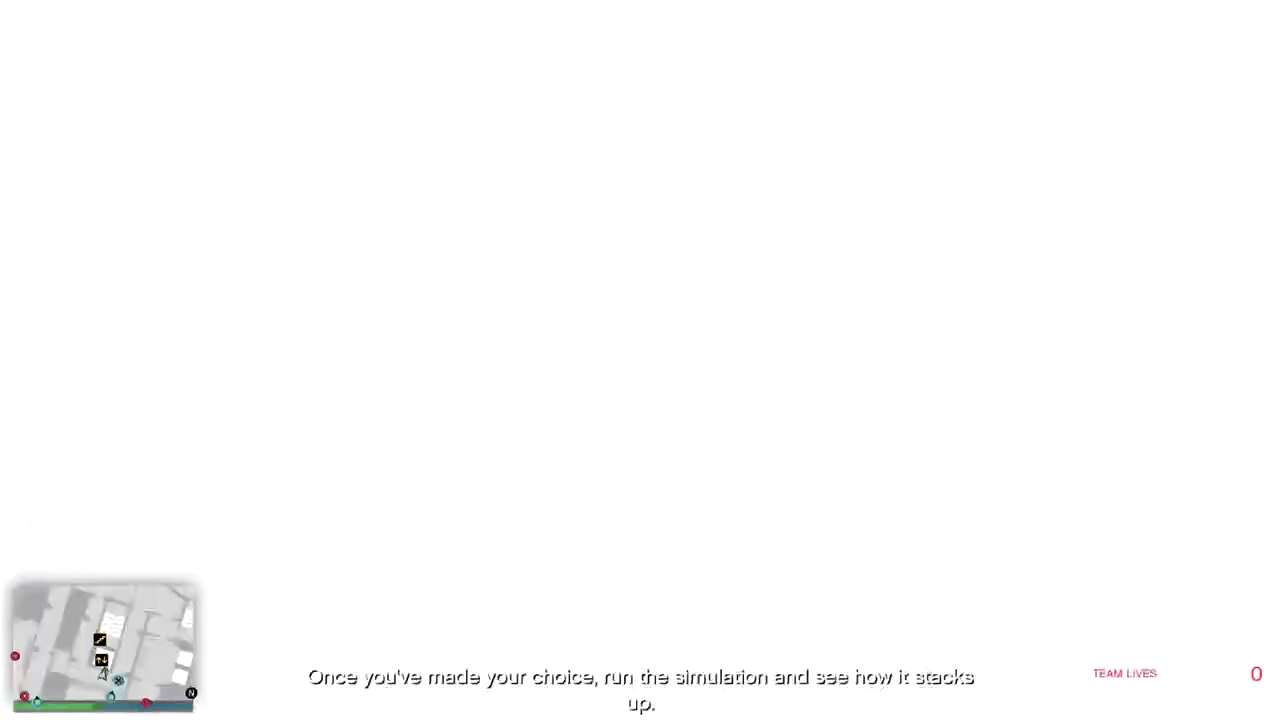 Once you've made your choice, run the simulation and see how it stacks
up.
TEAM LIVES 0
N